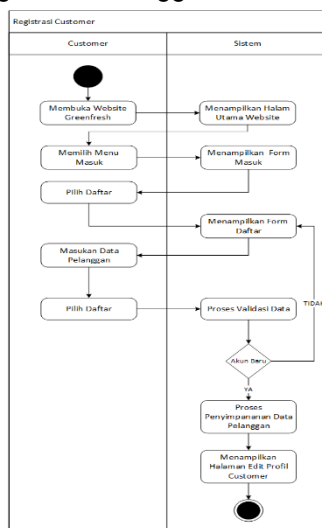 Registrasi Customer
Customer
Sistem
Membuka Website
Greenfresh
Menampilkan Halam
Utama Website
Memilih Menu
Masuk
Menampilkan Form
Masuk
Pilih Daftar
Menampilkan Form
Daftar
Masukan Data
Pelanggan
Pilih Daftar
Proses Validasi Data
TIDAK
Akun Baru
YA
Proses
Penyimpananan Data
Pelanggan
Menampilkan
Halaman Edit Profil
Customer